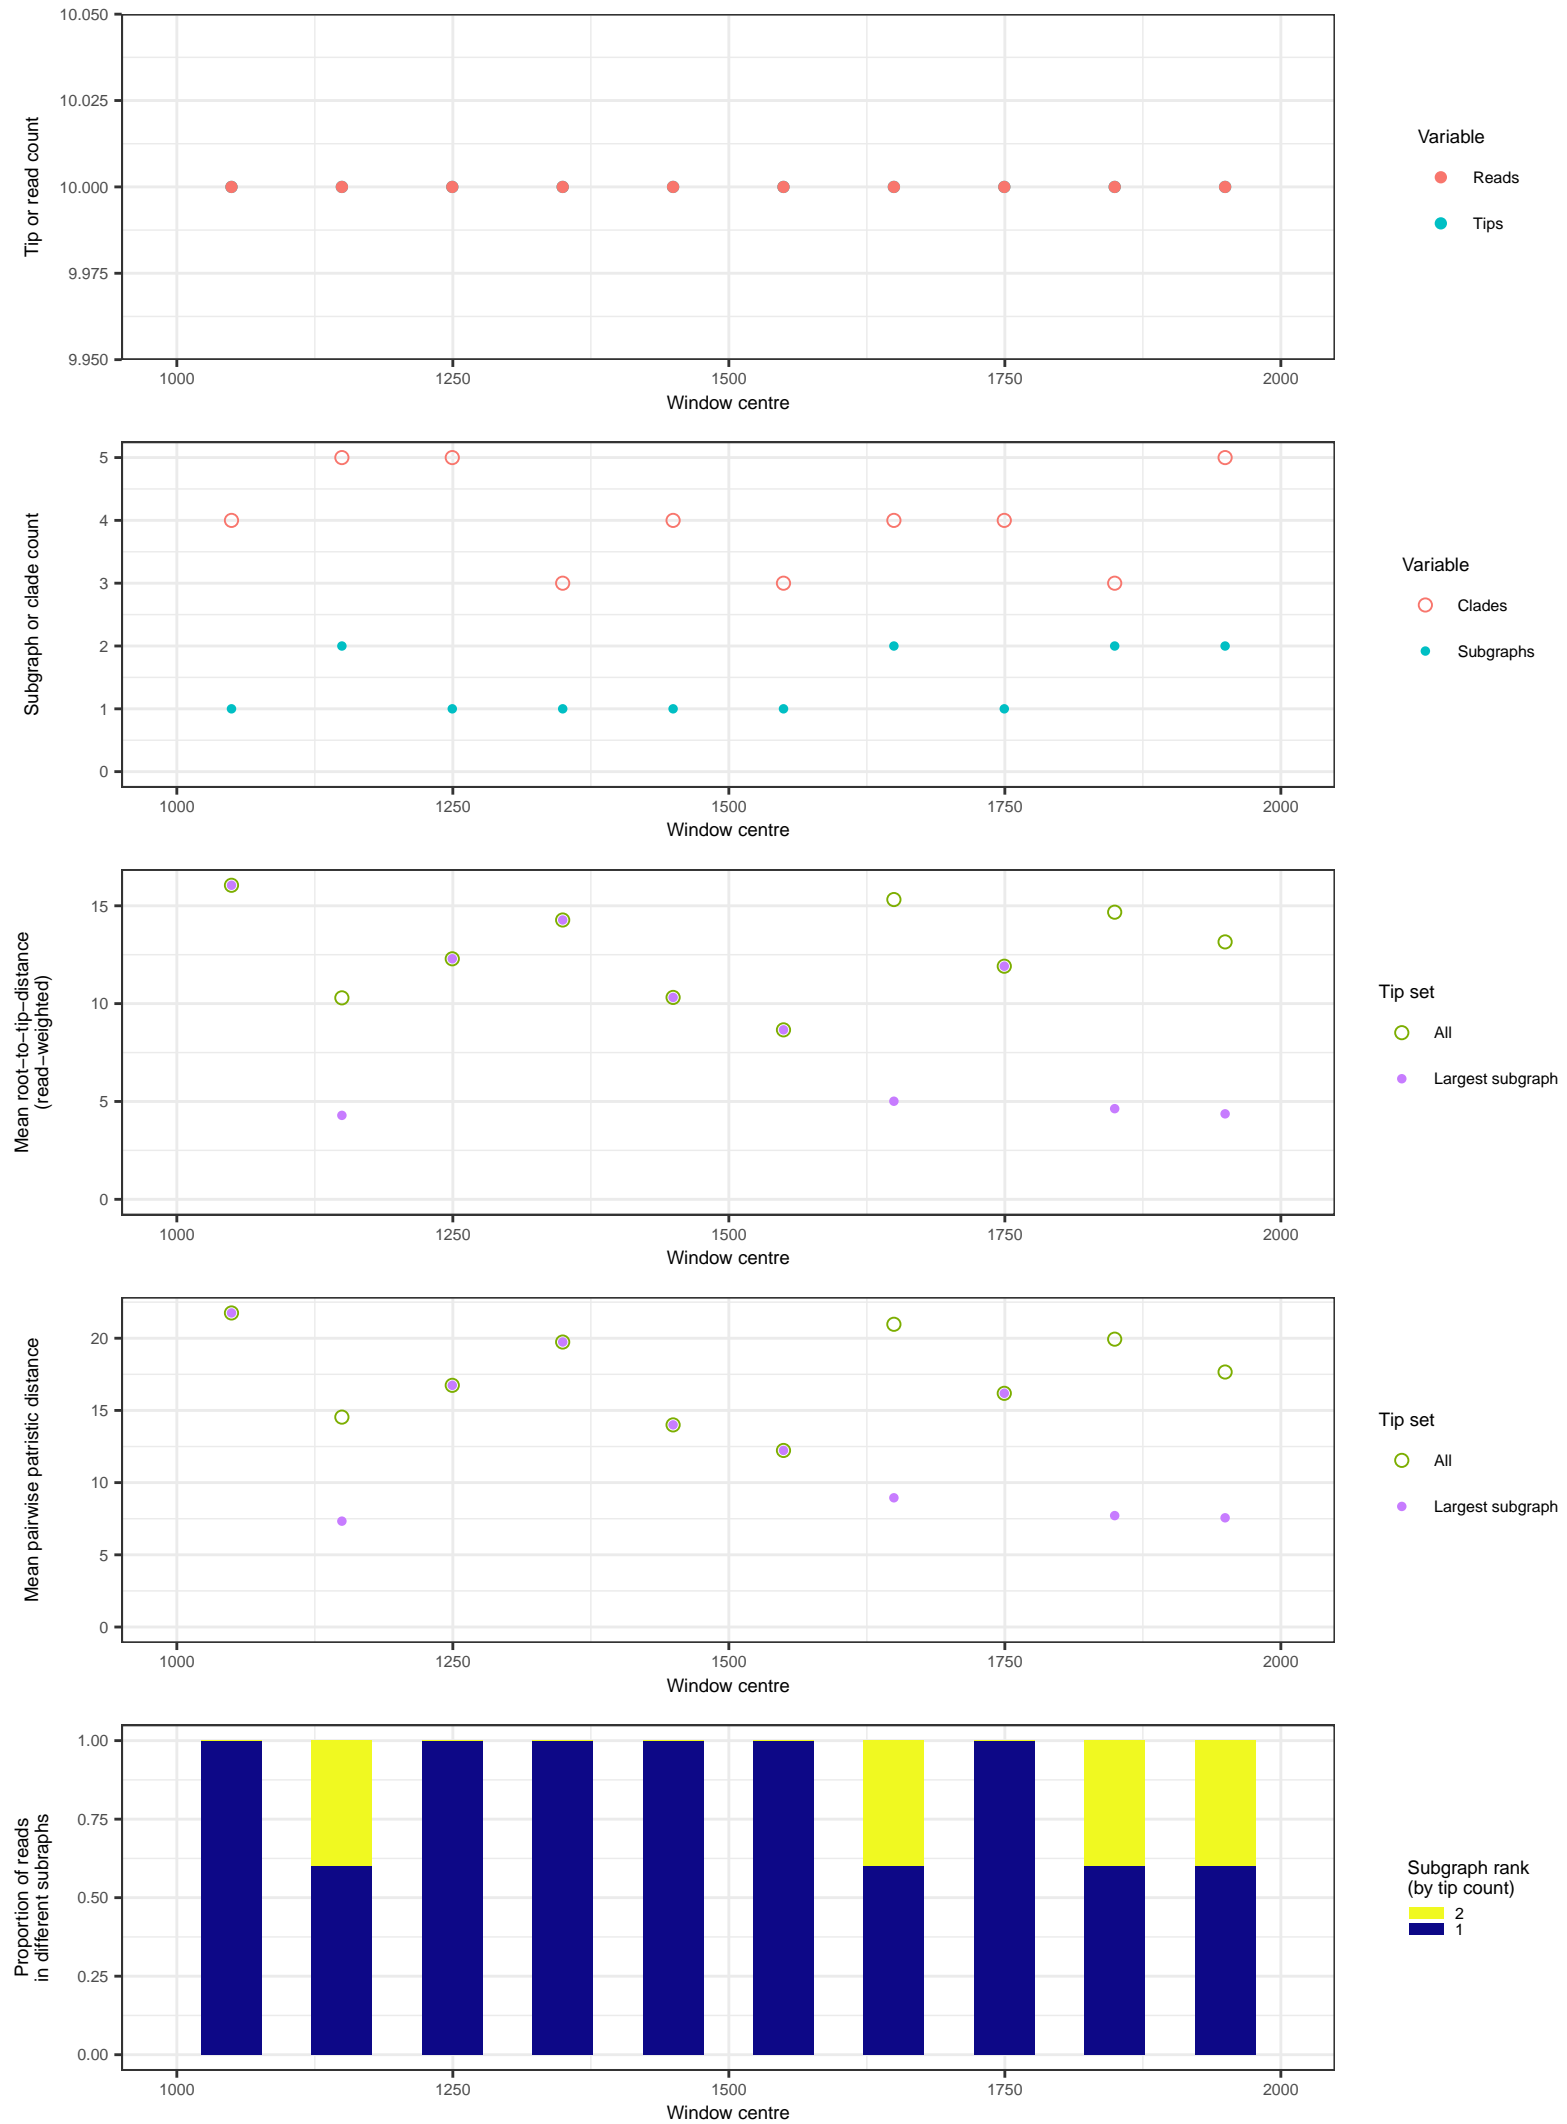 10.050
10.025
10.000
9.975
9.950
Tip or read count
1000 1250 1500 1750 2000
Window centre
Variable
Reads
Tips
5
4
3
2
1
0
Subgraph or clade count
1000 1250 1500 1750 2000
Window centre
Variable
Clades
Subgraphs
15
10
5
0
Mean root−to−tip−distance
(read−weighted)
1000 1250 1500 1750 2000
Window centre
Tip set
All
Largest subgraph
20
15
10
5
0
Mean pairwise patristic distance
1000 1250 1500 1750 2000
Window centre
Tip set
All
Largest subgraph
1.00
0.75
0.50
0.25
0.00
Proportion of reads
in different subraphs
1000 1250 1500 1750 2000
Window centre
Subgraph rank
(by tip count)
2
1